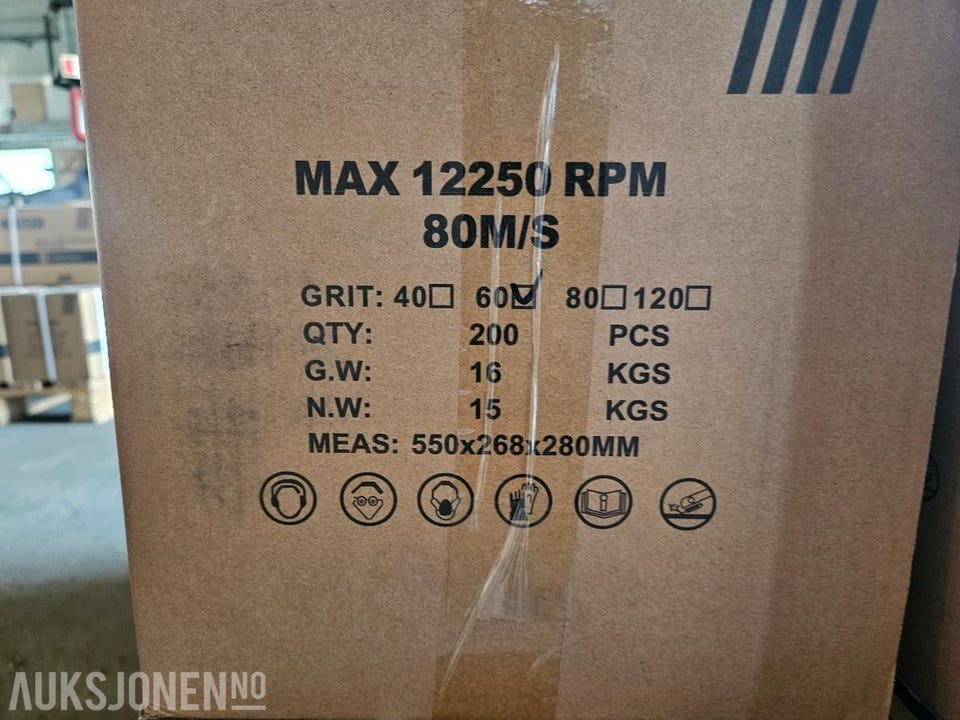 MAX 12250 RPM
80M/S
GRIT: 40☐ 60☑ 80☐ 120☐
QTY: 200 PCS
G.W: 16 KGS
N.W: 15 KGS
MEAS: 550x268x280MM
AUKSJONEN.NO